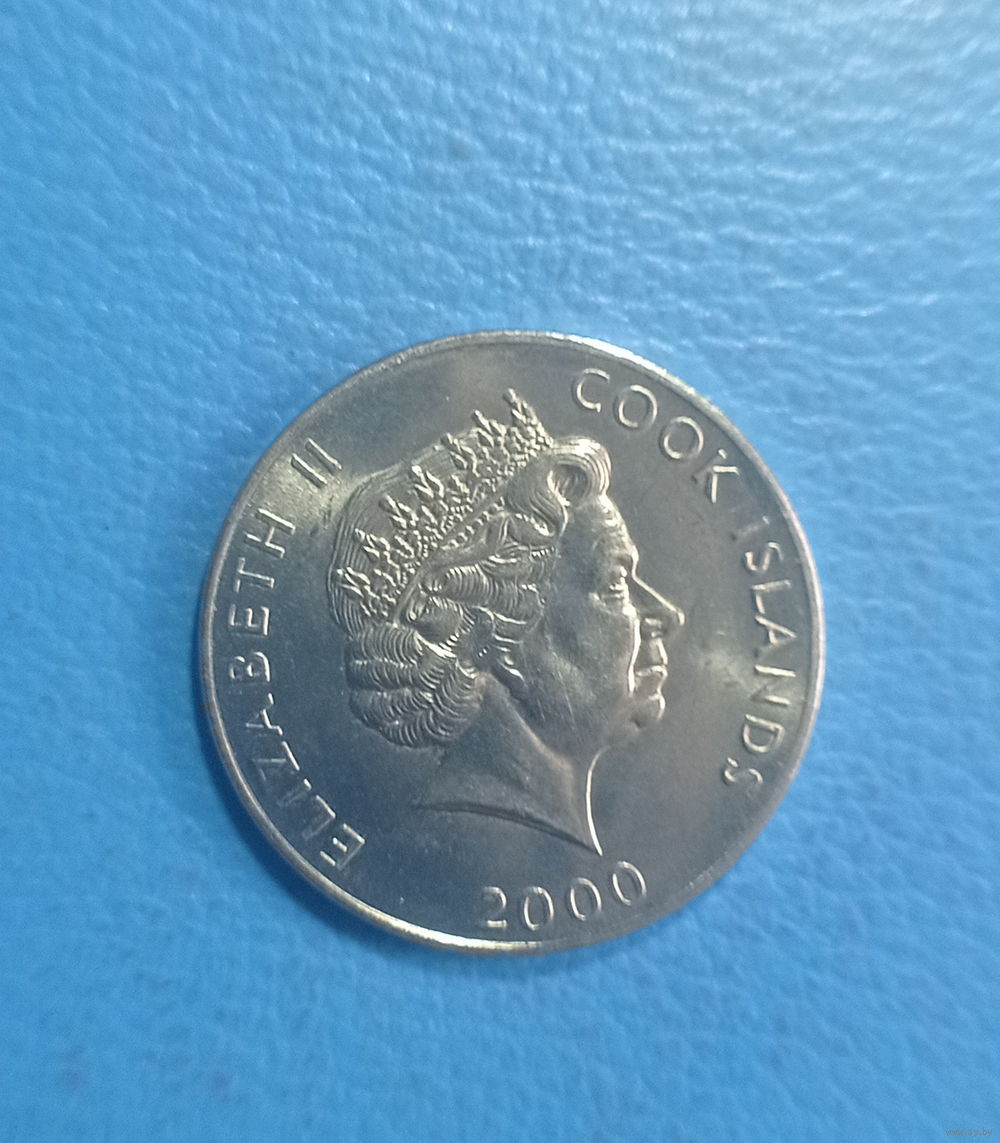 ELIZABETH II
COOK ISLANDS
2000